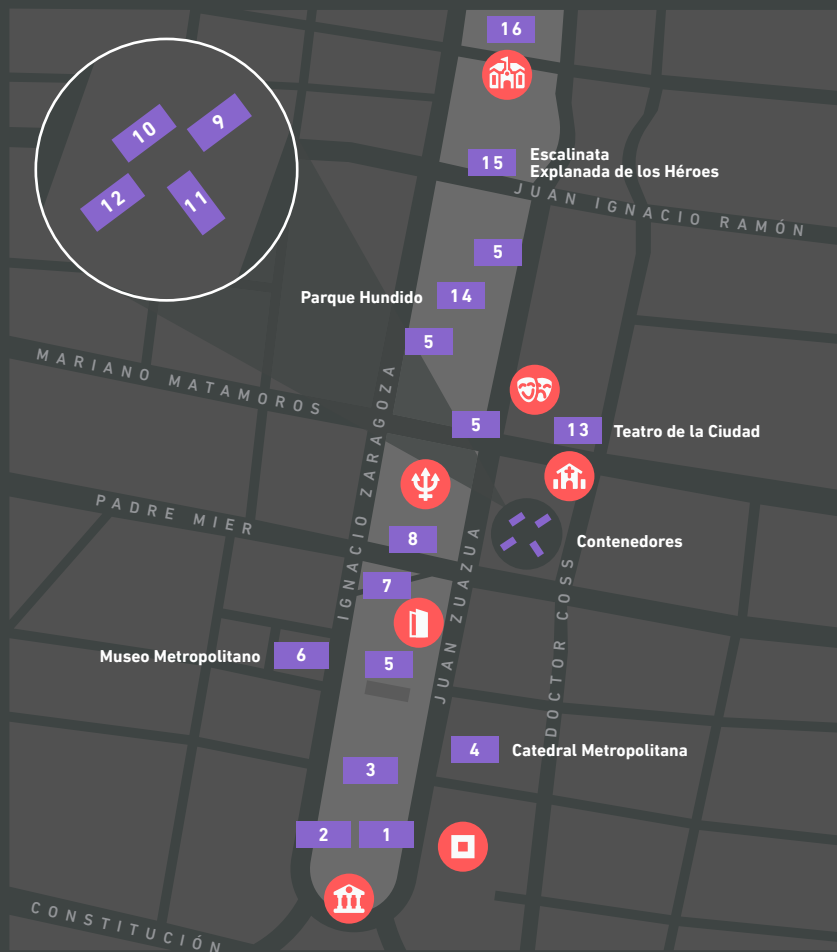 16
10
9
12
11
15
Escalinata
Explanada de los Héroes
JUAN IGNACIO RAMÓN
5
Parque Hundido
14
5
MARIANO MATAMOROS
IGNACIO ZARAGOZA
5
13
Teatro de la Ciudad
PADRE MIER
8
Contenedores
7
JUAN ZUAZUA
DOCTOR COSS
Museo Metropolitano
6
5
4
Catedral Metropolitana
3
2
1
CONSTITUCIÓN